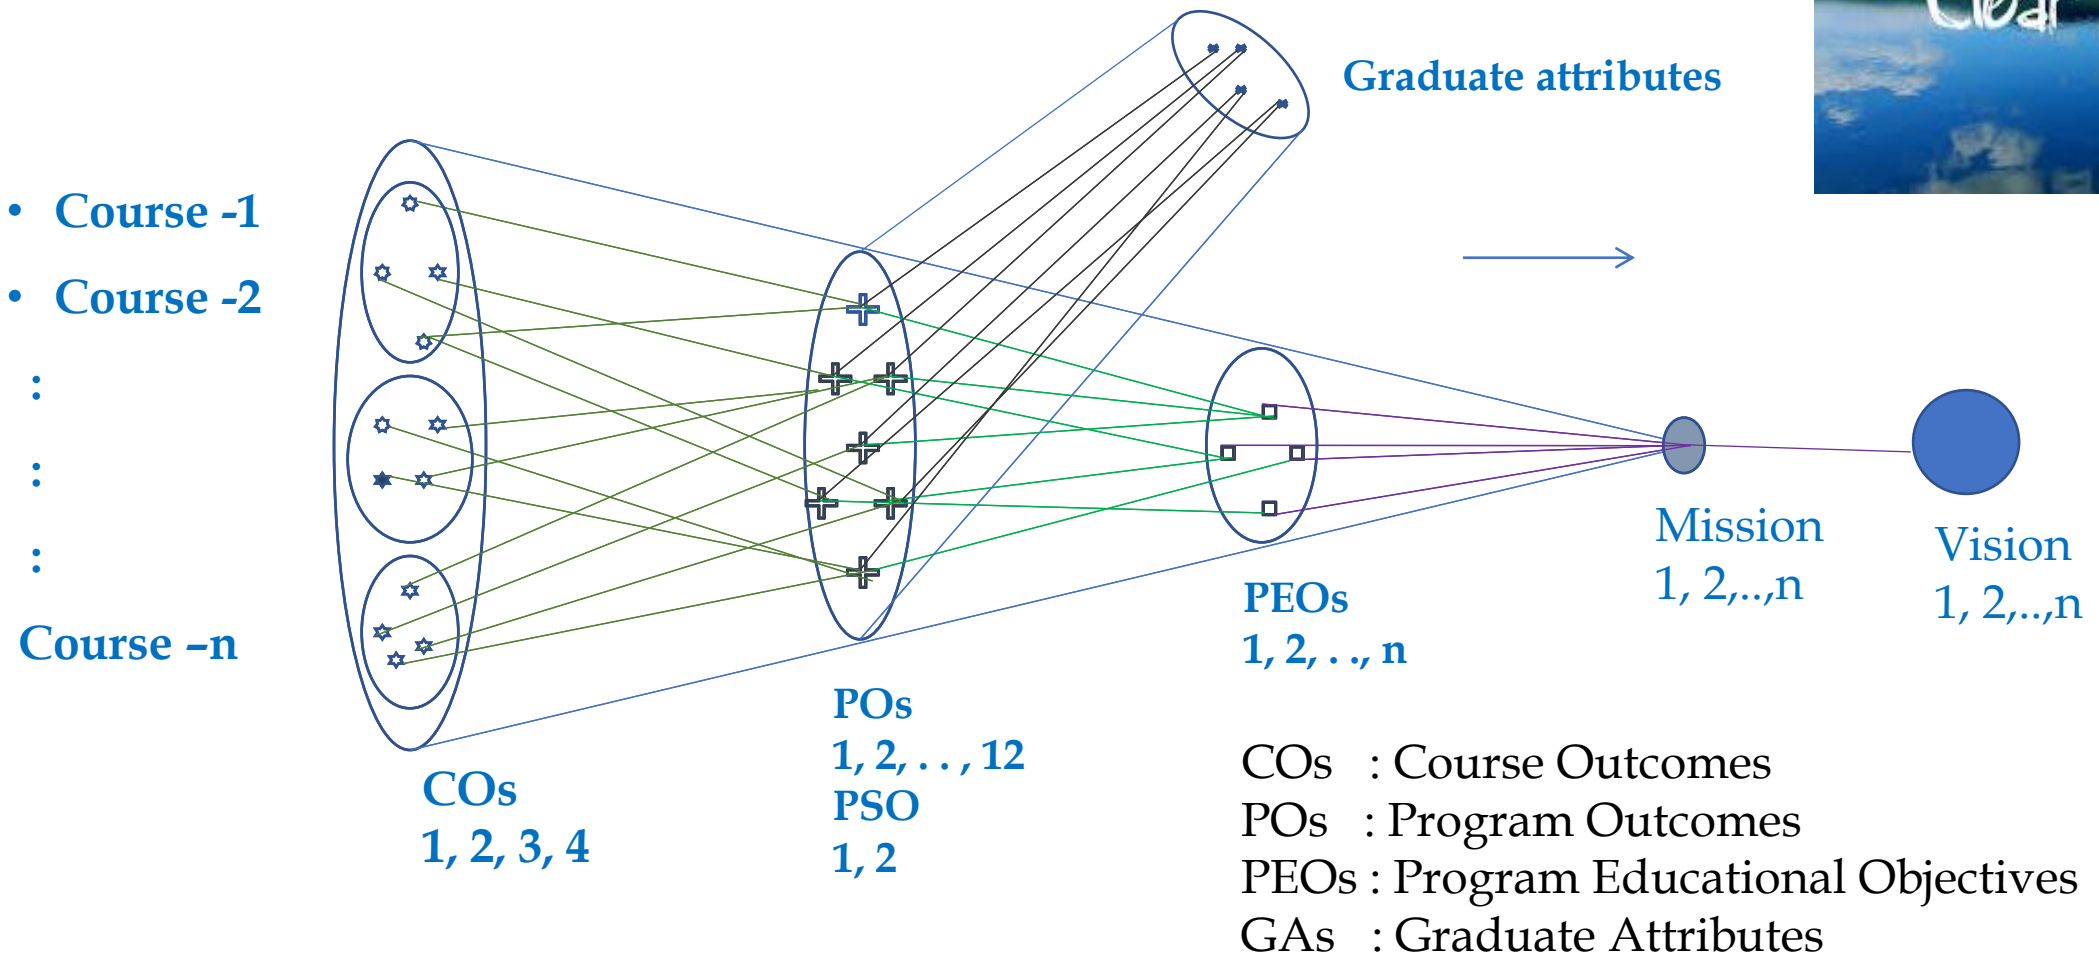 Clear
Graduate attributes
• Course -1
• Course -2
:
:
:
Course –n
COs
1, 2, 3, 4
POs
1, 2, . . , 12
PSO
1, 2
PEOs
1, 2, . ., n
Mission
1, 2,..,n
Vision
1, 2,..,n
COs : Course Outcomes
POs : Program Outcomes
PEOs : Program Educational Objectives
GAs : Graduate Attributes